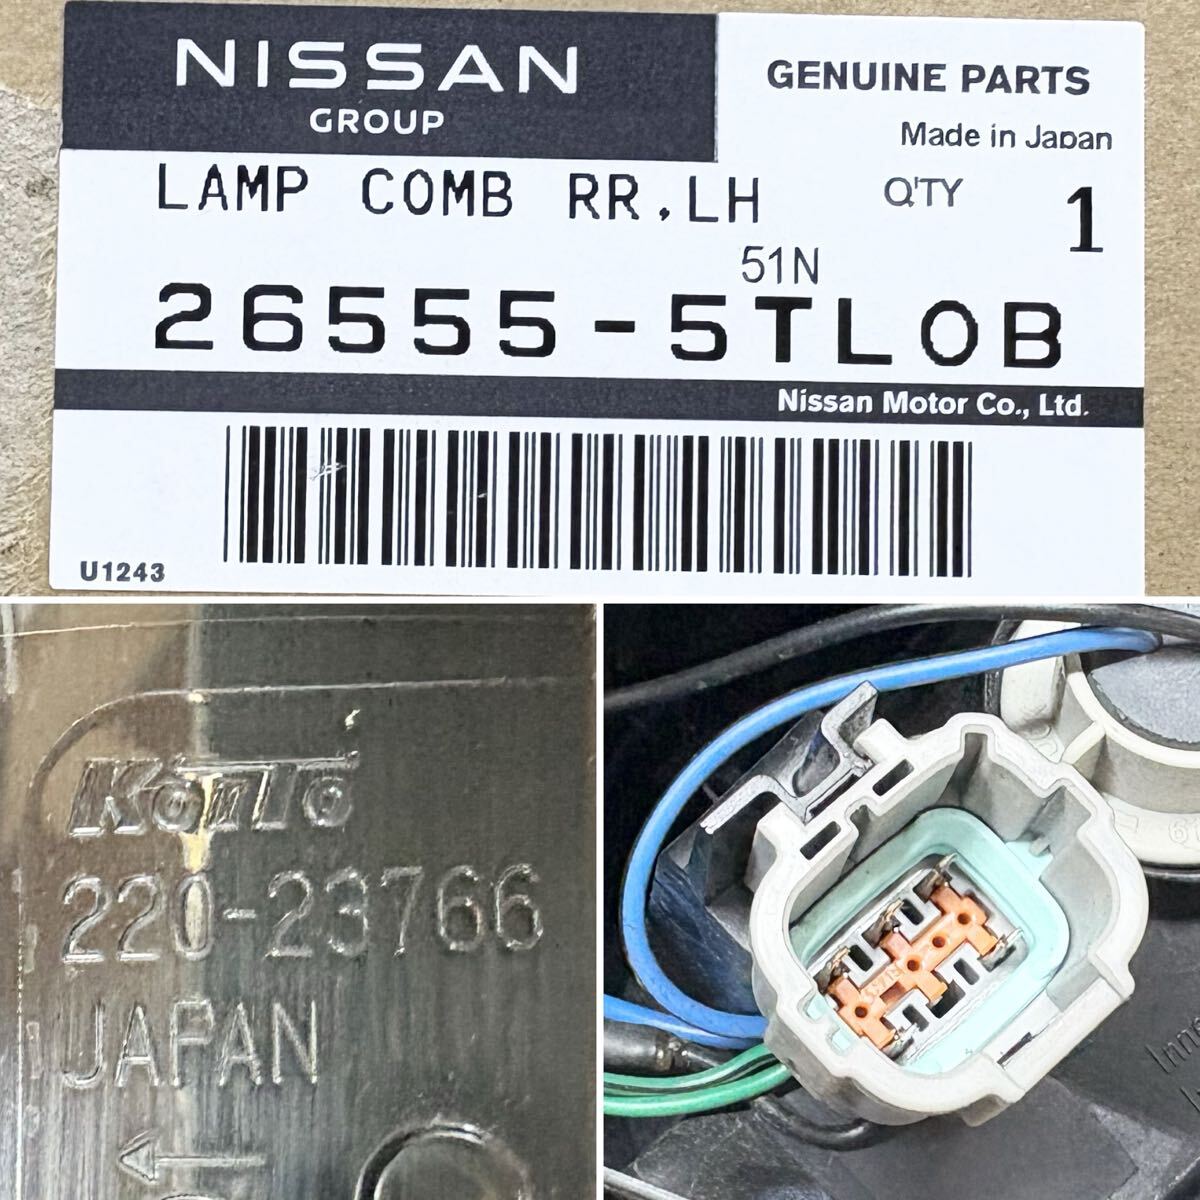 NISSAN
GROUP
GENUINE PARTS
Made in Japan
LAMP COMB RR.LH
Q'TY 1
51N
26555-5TL0B
Nissan Motor Co., Ltd.
U1243
KoiTo
220-23766
JAPAN